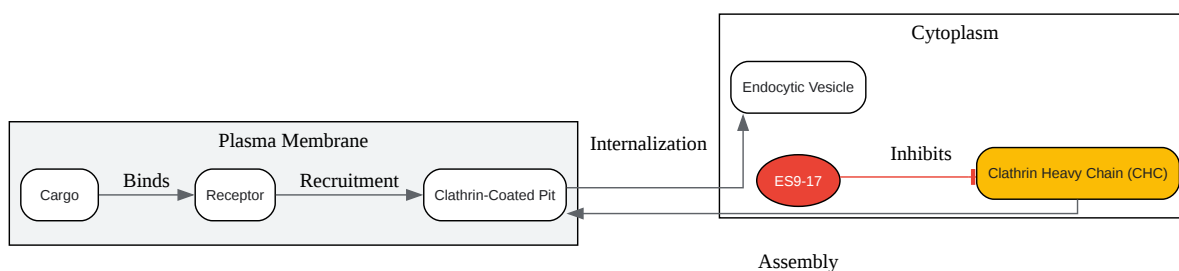 Cytoplasm
Endocytic Vesicle
Plasma Membrane
Internalization
Inhibits
Cargo
Binds
Receptor
Recruitment
Clathrin-Coated Pit
ES9-17
Clathrin Heavy Chain (CHC)
Assembly